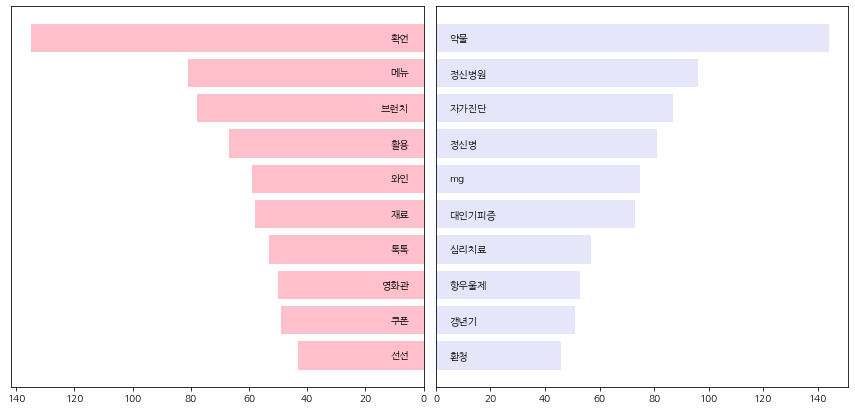 확언
메뉴
브런치
활용
와인
재료
톡톡
영화관
쿠폰
선선
140 120 100 80 60 40 20 0
약물
정신병원
자가진단
정신병
mg
대인기피증
심리치료
항우울제
갱년기
환청
0 20 40 60 80 100 120 140